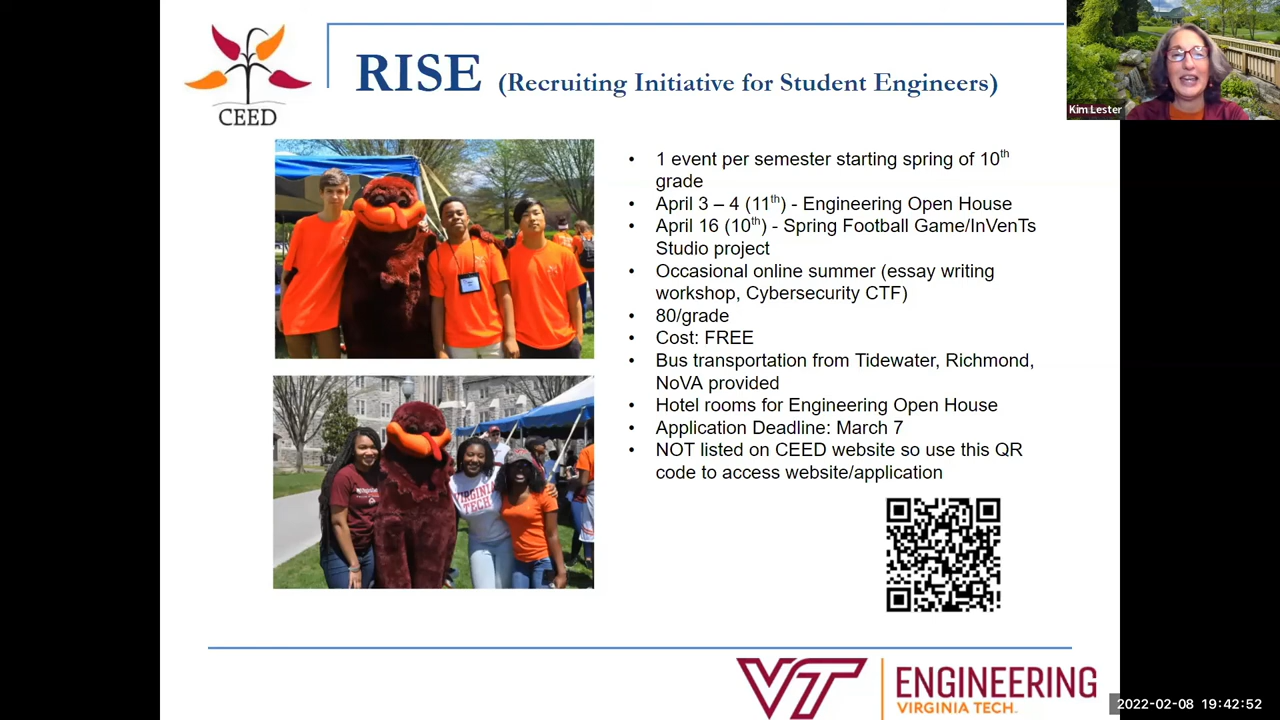 CEED
RISE (Recruiting Initiative for Student Engineers)
Kim Lester
• 1 event per semester starting spring of 10th
grade
• April 3 – 4 (11th) - Engineering Open House
• April 16 (10th) - Spring Football Game/InVenTs
Studio project
• Occasional online summer (essay writing
workshop, Cybersecurity CTF)
• 80/grade
• Cost: FREE
• Bus transportation from Tidewater, Richmond,
NoVA provided
• Hotel rooms for Engineering Open House
• Application Deadline: March 7
• NOT listed on CEED website so use this QR
code to access website/application
VIRGINIA
TECH
VT ENGINEERING
VIRGINIA TECH.
2022-02-08 19:42:52